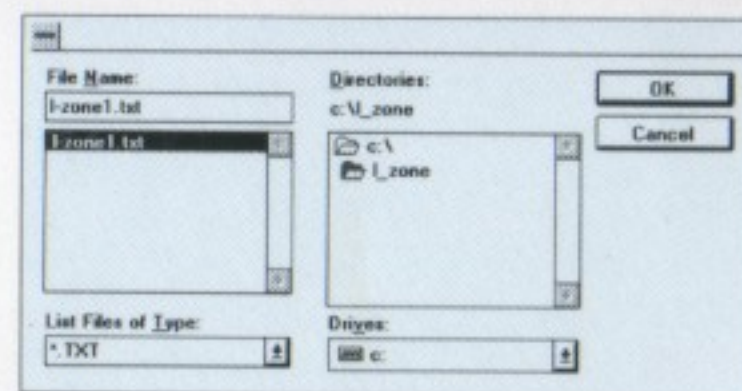 File Name:
l-zone1.txt
l-zone1.txt
List Files of Type:
*.TXT
Directories:
c:\l_zone
c:\
l_zone
Drives:
c:
OK
Cancel